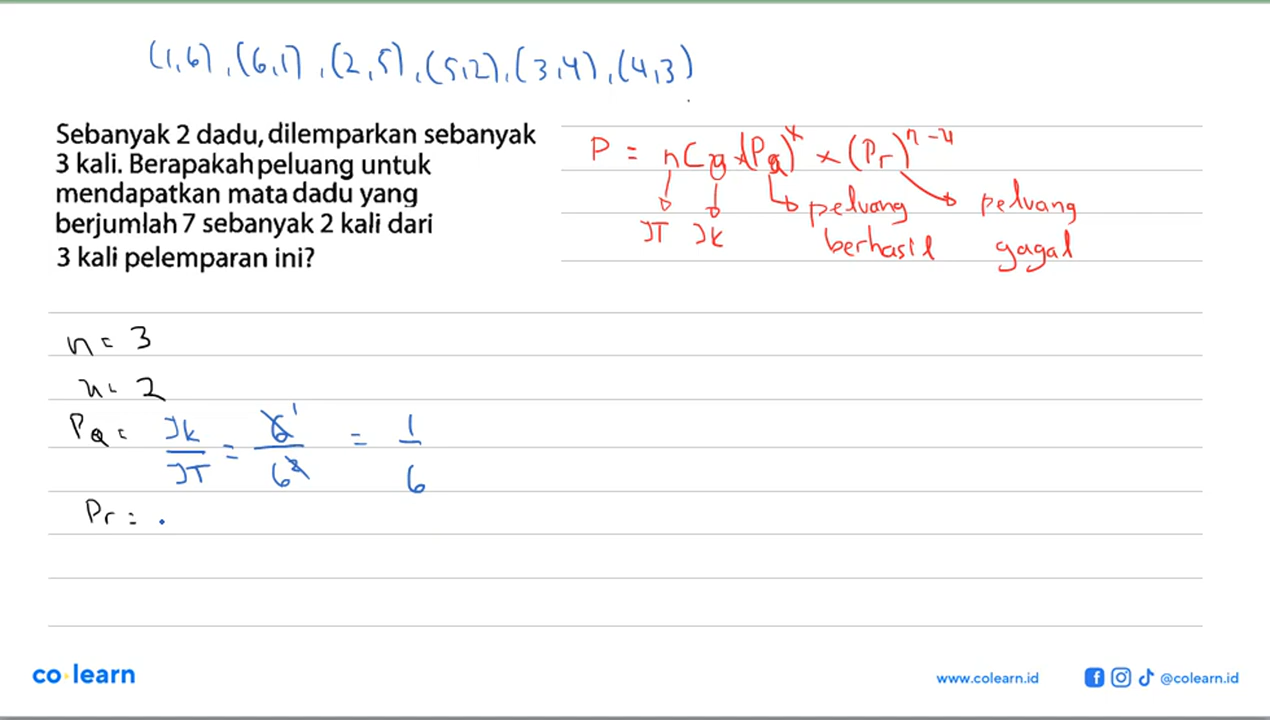 (1,6), (6,1), (2,5), (5,2), (3,4), (4,3)
Sebanyak 2 dadu, dilemparkan sebanyak
3 kali. Berapakah peluang untuk
mendapatkan mata dadu yang
berjumlah 7 sebanyak 2 kali dari
3 kali pelemparan ini?
P = nCx × (Pa)^x × (Pr)^n-x
JT JK
peluang berhasil
peluang gagal
n = 3
x = 2
Pa = JK/JT = 6/6² = 1/6
Pr = .
co learn
www.colearn.id
@colearn.id